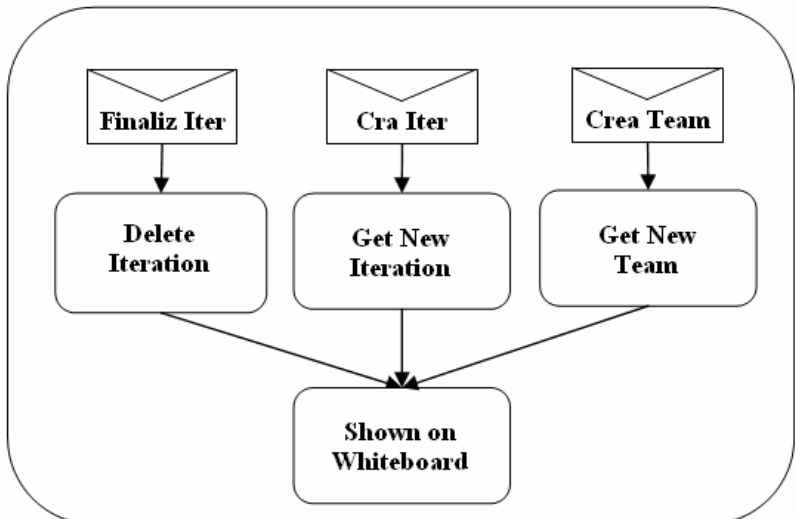 Finaliz Iter
Cra Iter
Crea Team
Delete
Iteration
Get New
Iteration
Get New
Team
Shown on
Whiteboard